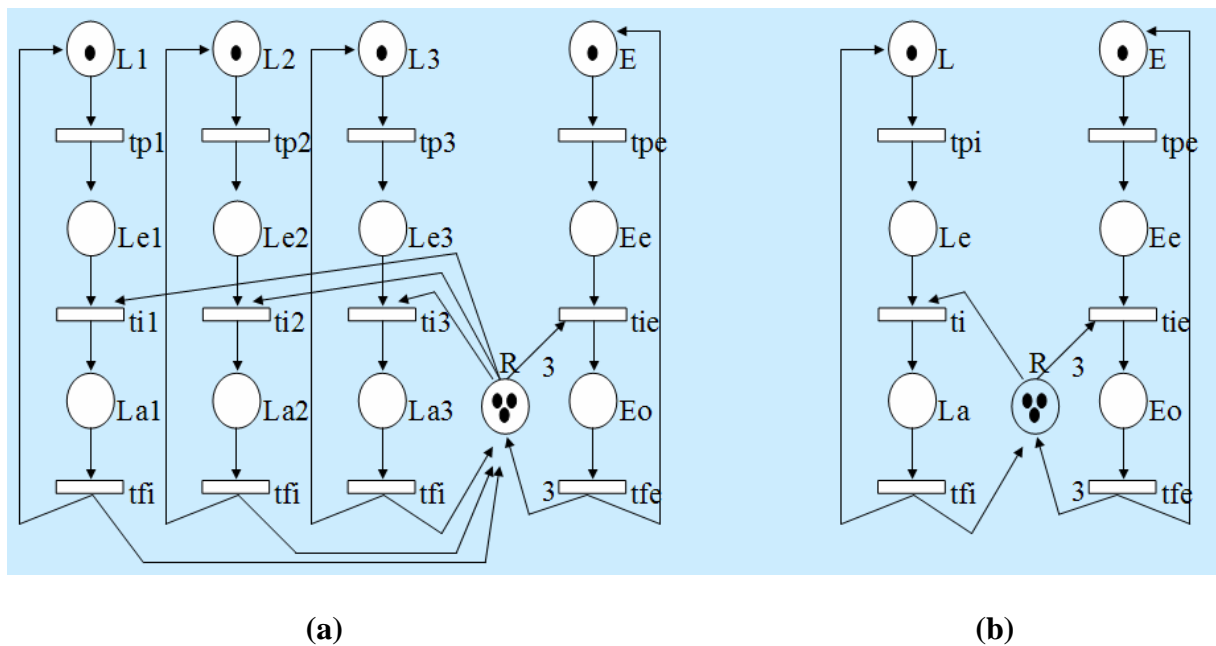 L1 L2 L3 E L E
tp1 tp2 tp3 tpe tpi tpe
Le1 Le2 Le3 Ee Le Ee
ti1 ti2 ti3 tie ti tie
R 3 R 3
La1 La2 La3 Eo La Eo
tfi tfi tfi 3 tfe tfi 3 tfe
(a) (b)